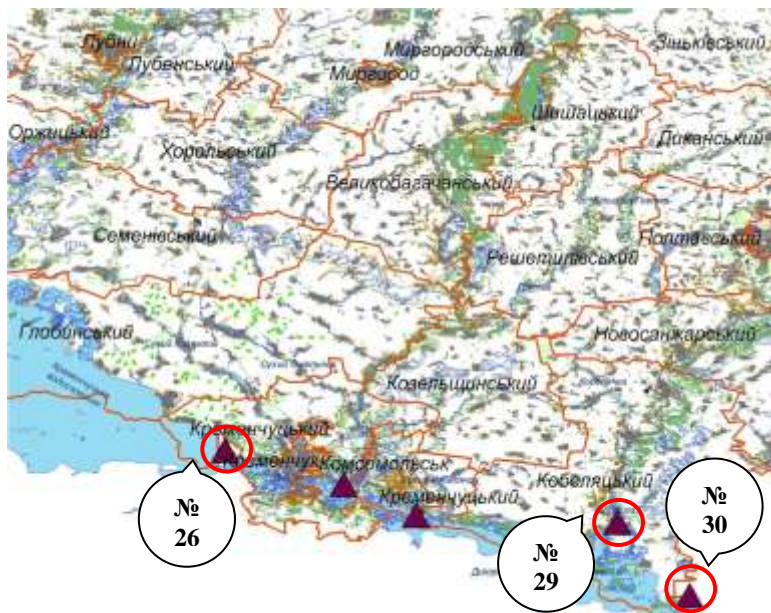 Лубни
Лубенський
Миргородський
Зіньківський
Миргород
Шишацький
Оржицький
Хорольський
Диканський
Великобагачанський
Семенівський
Полтавський
Решетилівський
Глобинський
Новосанжарський
Козельщинський
Кременчук
Комсомольськ
Кобеляцький
Кременчуцький
№
26
№
29
№
30